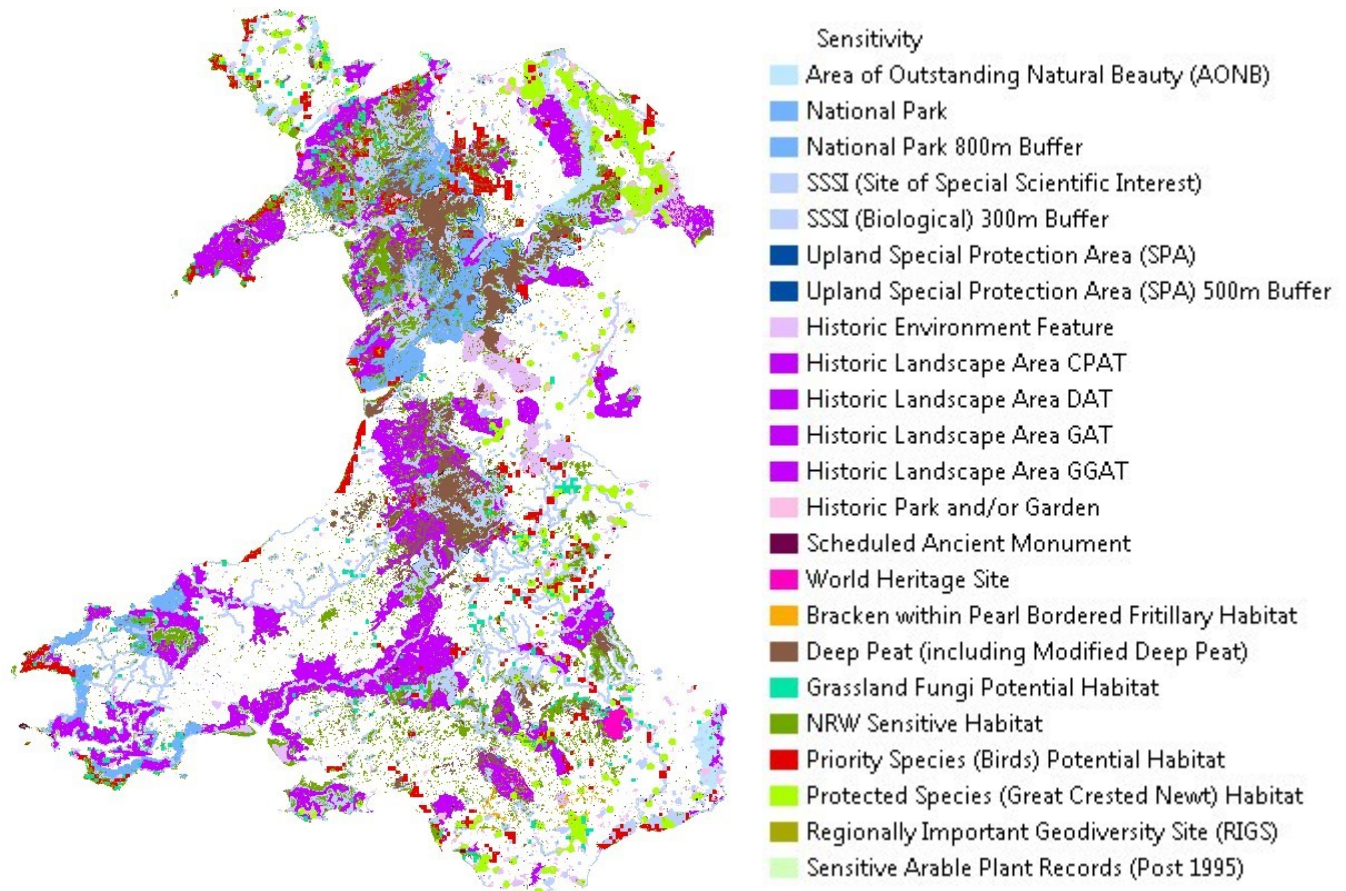 Sensitivity
Area of Outstanding Natural Beauty (AONB)
National Park
National Park 800m Buffer
SSSI (Site of Special Scientific Interest)
SSSI (Biological) 300m Buffer
Upland Special Protection Area (SPA)
Upland Special Protection Area (SPA) 500m Buffer
Historic Environment Feature
Historic Landscape Area CPAT
Historic Landscape Area DAT
Historic Landscape Area GAT
Historic Landscape Area GGAT
Historic Park and/or Garden
Scheduled Ancient Monument
World Heritage Site
Bracken within Pearl Bordered Fritillary Habitat
Deep Peat (including Modified Deep Peat)
Grassland Fungi Potential Habitat
NRW Sensitive Habitat
Priority Species (Birds) Potential Habitat
Protected Species (Great Crested Newt) Habitat
Regionally Important Geodiversity Site (RIGS)
Sensitive Arable Plant Records (Post 1995)